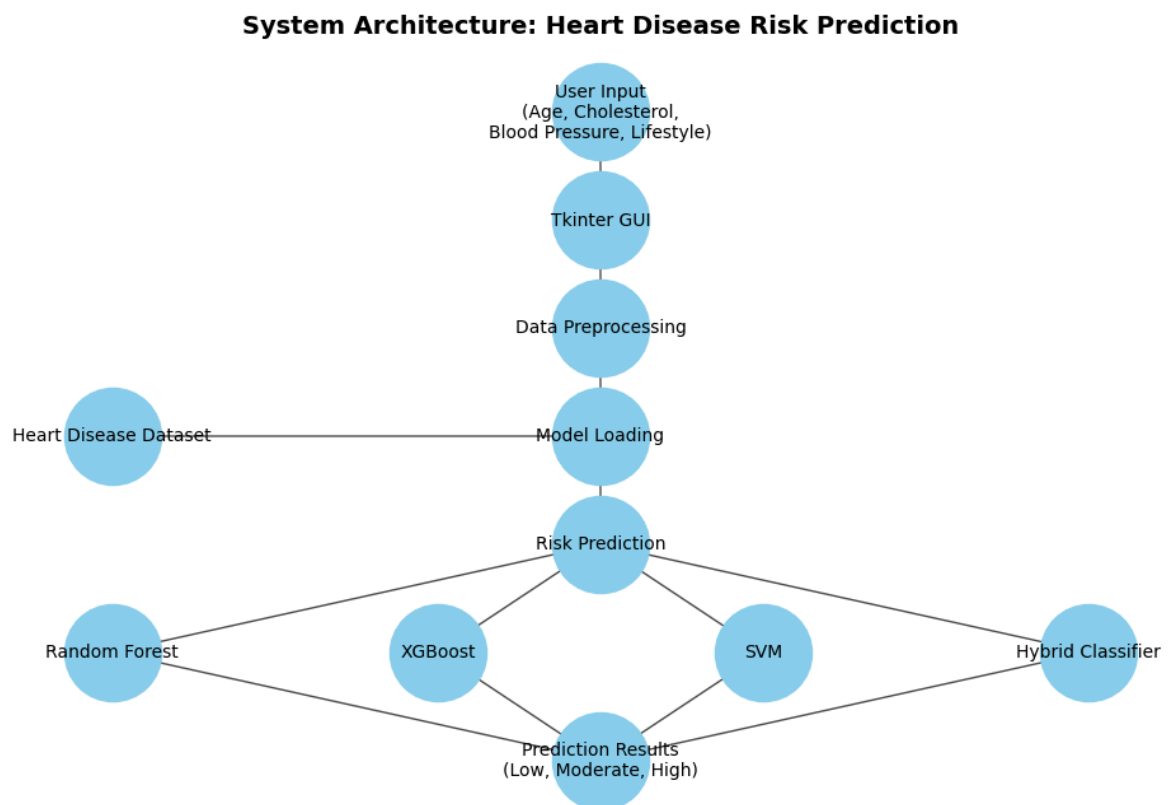 System Architecture: Heart Disease Risk Prediction
User Input
(Age, Cholesterol,
Blood Pressure, Lifestyle)
Tkinter GUI
Data Preprocessing
Heart Disease Dataset
Model Loading
Risk Prediction
Random Forest
XGBoost
SVM
Hybrid Classifier
Prediction Results
(Low, Moderate, High)